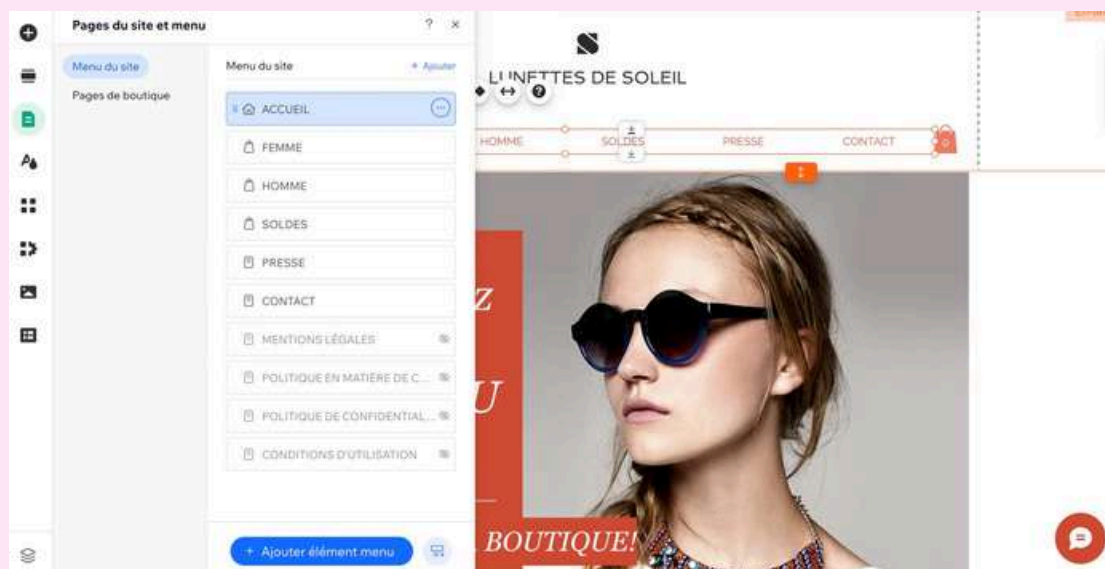 Pages du site et menu
? ×
Menu du site
Pages de boutique
Menu du site
+ Ajouter
ACCUEIL
FEMME
HOMME
SOLDES
PRESSE
CONTACT
MENTIONS LÉGALES
POLITIQUE EN MATIÈRE DE C...
POLITIQUE DE CONFIDENTIAL...
CONDITIONS D'UTILISATION
+ Ajouter élément menu
LUNETTES DE SOLEIL
HOMME SOLDES PRESSE CONTACT 0
Z
U
BOUTIQUE!